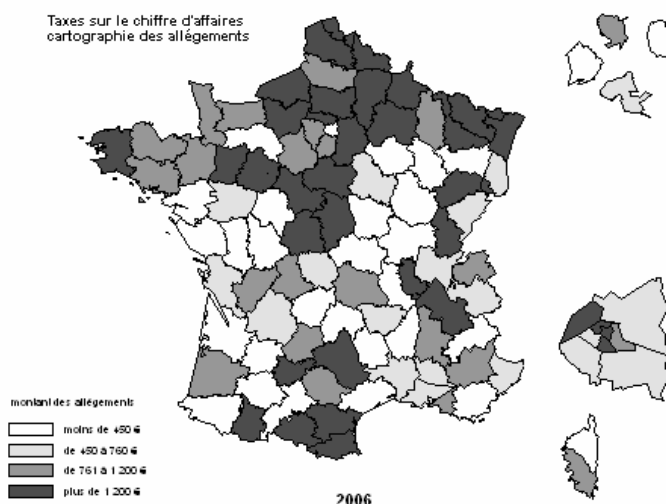 Taxes sur le chiffre d'affaires
cartographie des allégements
montant des allégements
moins de 450 €
de 450 à 760 €
de 761 à 1 200 €
plus de 1 200 €
2006